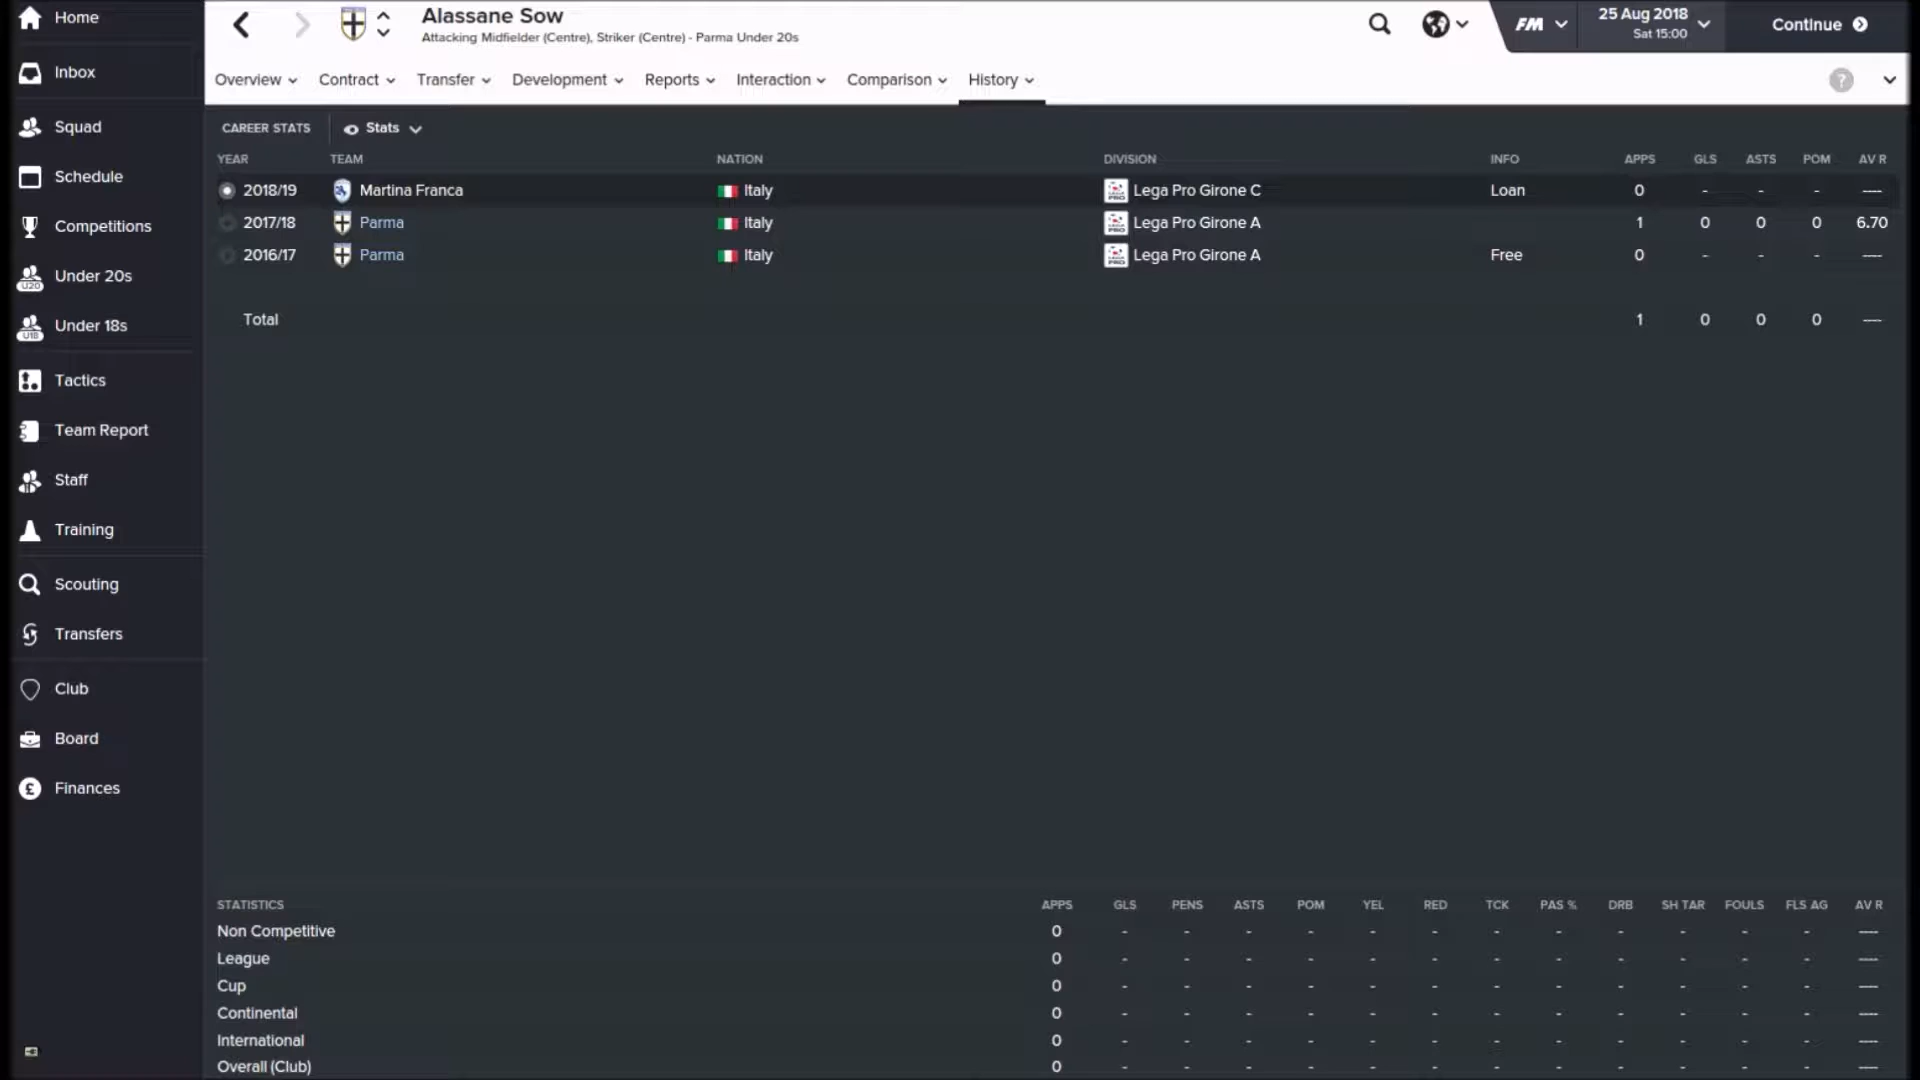 Home
Inbox
Squad
Schedule
Competitions
Under 20s
Under 18s
Tactics
Team Report
Staff
Training
Scouting
Transfers
Club
Board
Finances
Alassane Sow
Attacking Midfielder (Centre), Striker (Centre) - Parma Under 20s
FM
25 Aug 2018
Sat 15:00
Continue
Overview Contract Transfer Development Reports Interaction Comparison History
CAREER STATS Stats
YEAR TEAM NATION DIVISION INFO APPS GLS ASTS POM AV R
2018/19 Martina Franca Italy Lega Pro Girone C Loan 0 - - - ---
2017/18 Parma Italy Lega Pro Girone A 1 0 0 0 6.70
2016/17 Parma Italy Lega Pro Girone A Free 0 - - - ---
Total 1 0 0 0 ---
STATISTICS APPS GLS PENS ASTS POM YEL RED TCK PAS % DRB SH TAR FOULS FLS AG AV R
Non Competitive 0 - - - - - - - - - - - - ---
League 0 - - - - - - - - - - - - ---
Cup 0 - - - - - - - - - - - - ---
Continental 0 - - - - - - - - - - - - ---
International 0 - - - - - - - - - - - - ---
Overall (Club) 0 - - - - - - - - - - - - ---